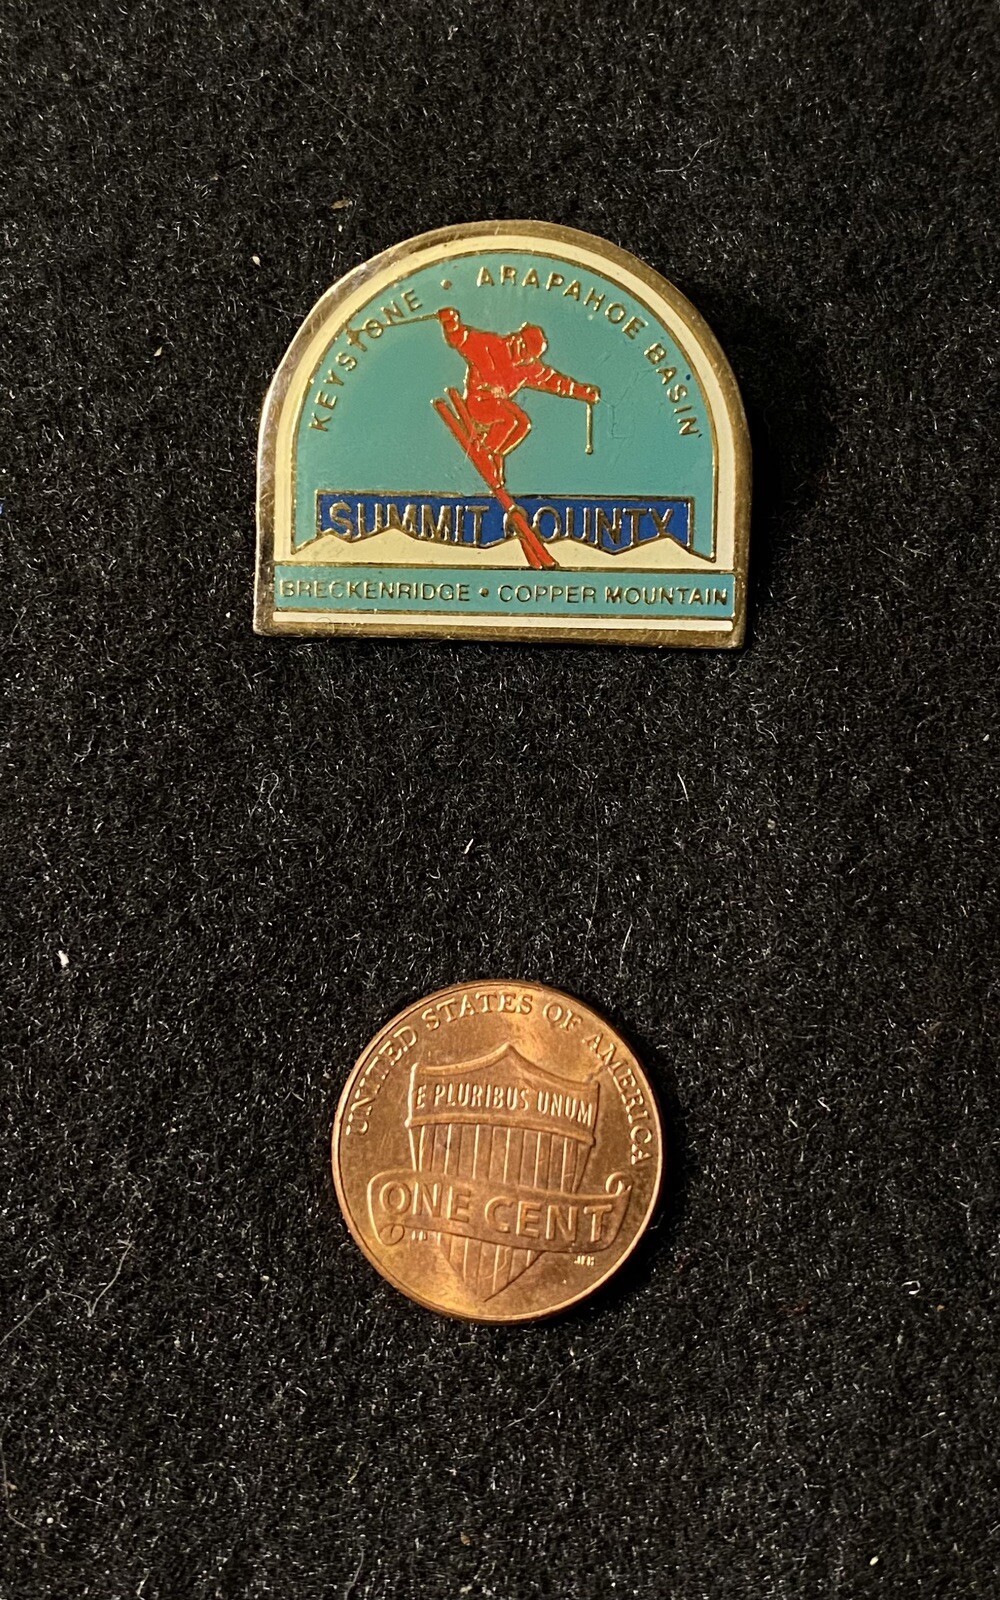 KEYSTONE • ARAPAHOE BASIN
SUMMIT COUNTY
BRECKENRIDGE • COPPER MOUNTAIN
UNITED STATES OF AMERICA
E PLURIBUS UNUM
ONE CENT